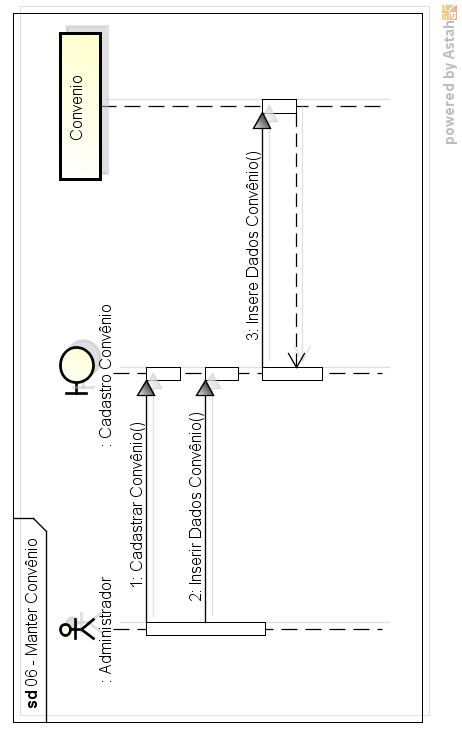 sd 06 - Manter Convênio
: Administrador
: Cadastro Convênio
Convenio
1: Cadastrar Convênio()
2: Inserir Dados Convênio()
3: Insere Dados Convênio()
powered by Astah